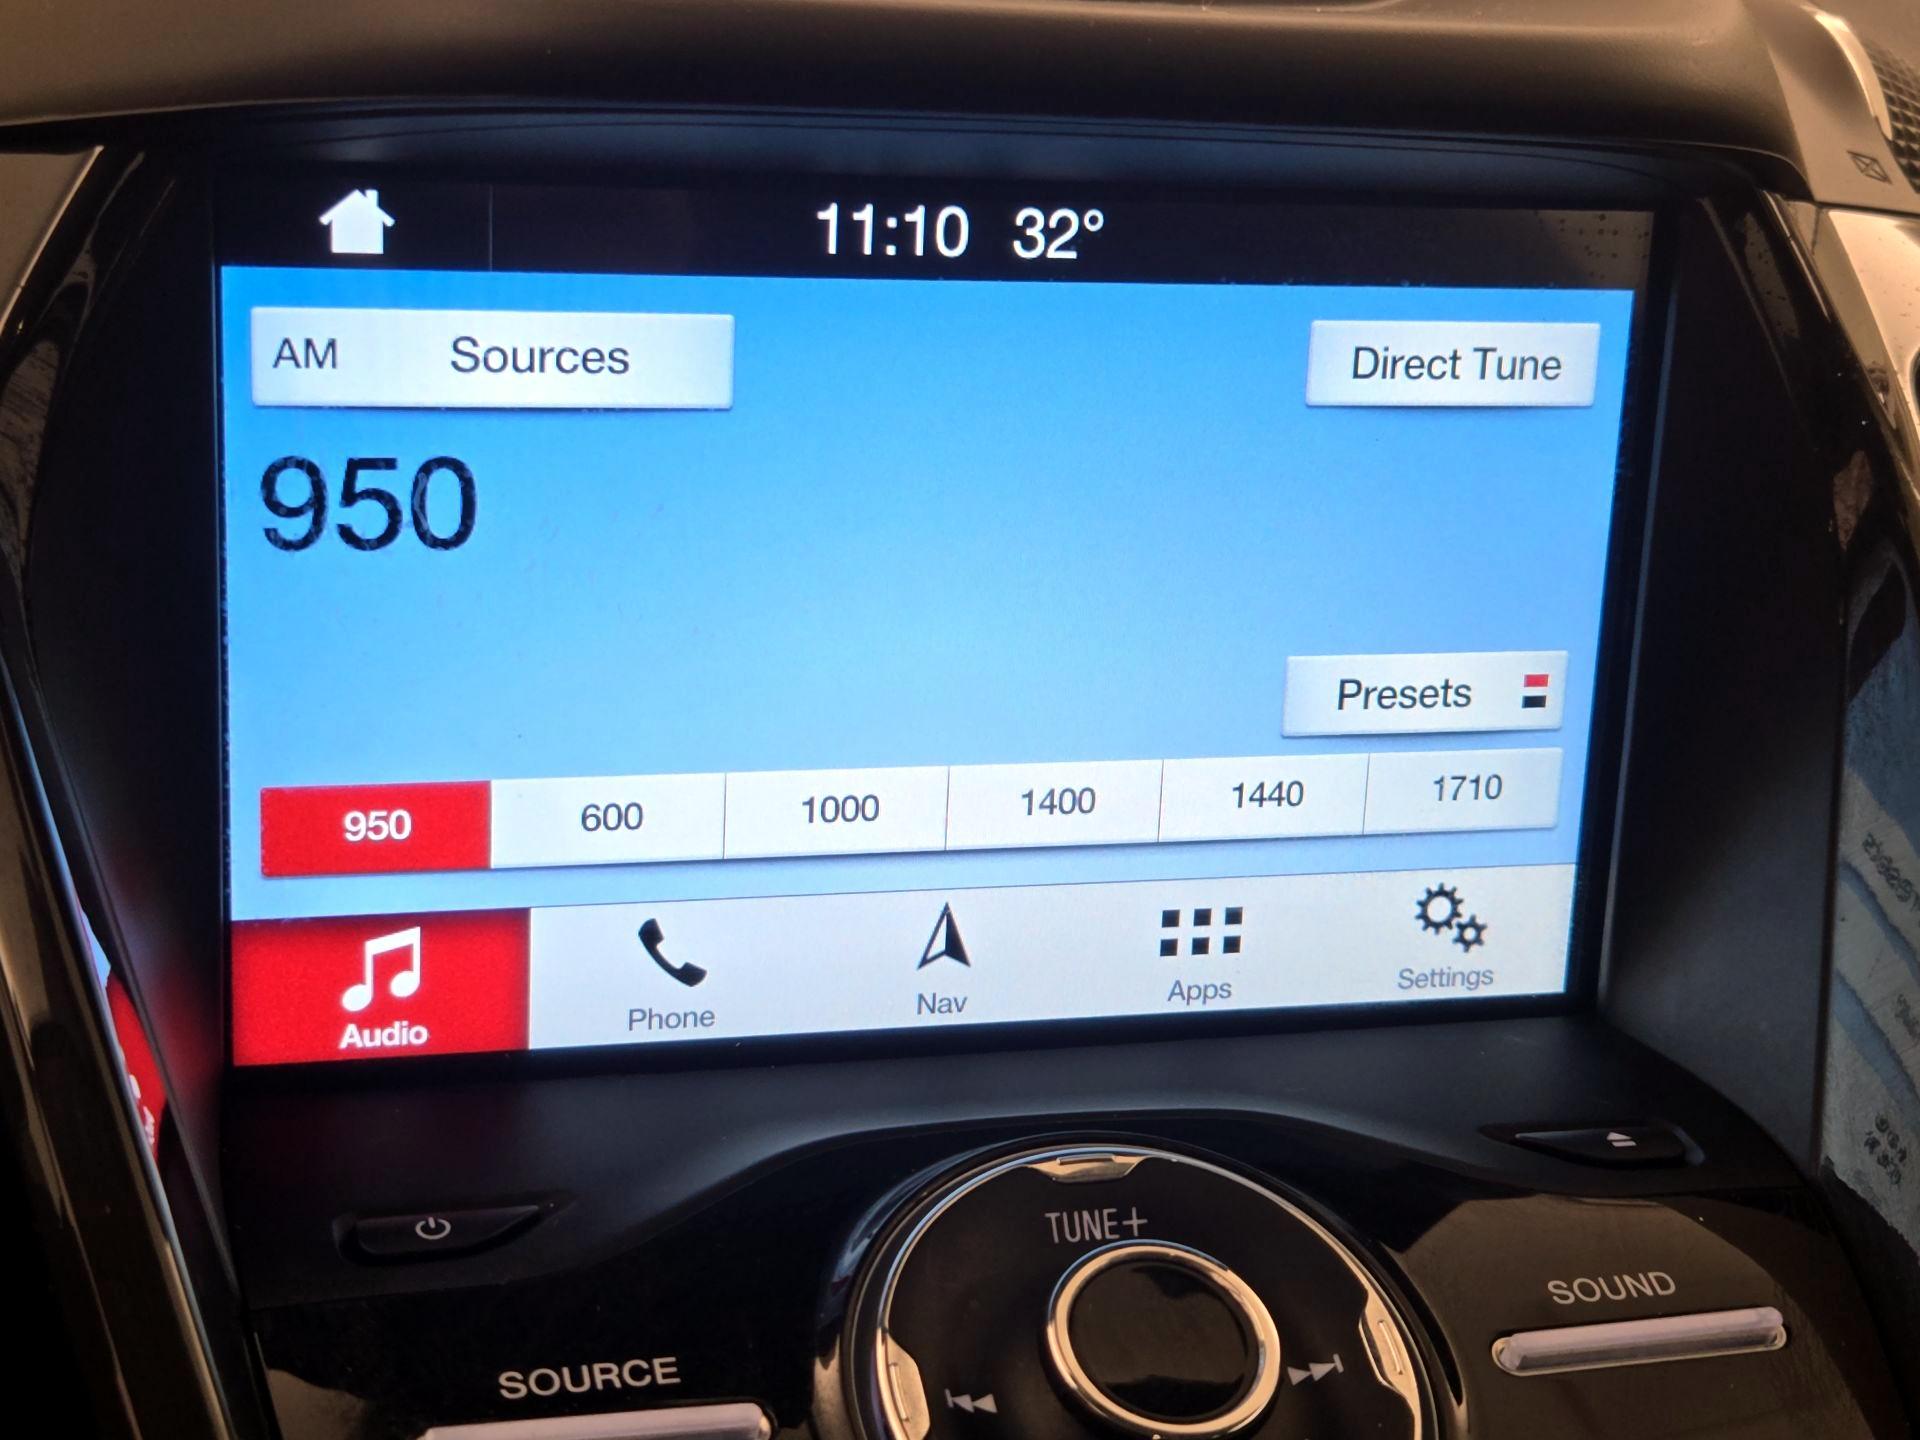 11:10 32°
AM Sources
Direct Tune
950
Presets
950 600 1000 1400 1440 1710
Audio Phone Nav Apps Settings
TUNE+
SOUND
SOURCE